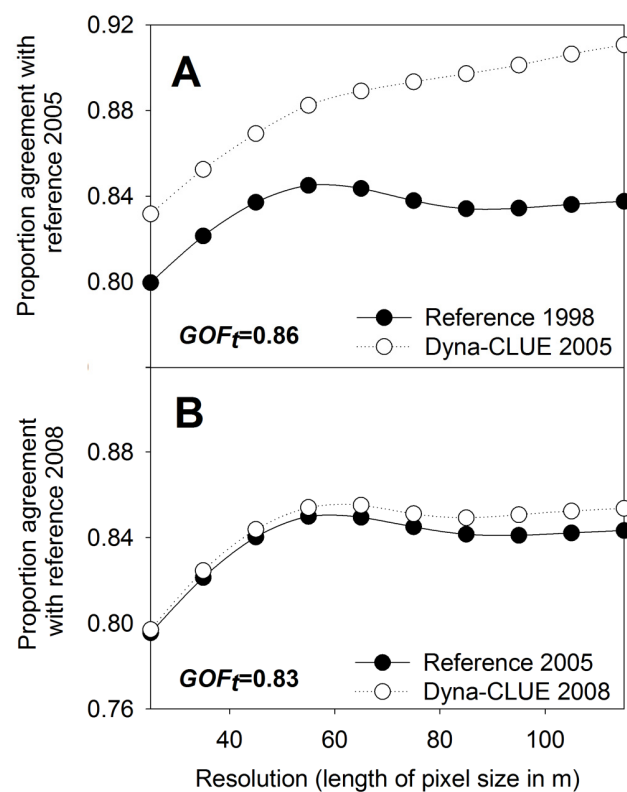 0.92
A
0.88
0.84
0.80
Proportion agreement with
reference 2005
GOFt=0.86
Reference 1998
Dyna-CLUE 2005
B
0.88
0.84
0.80
0.76
Proportion agreement
with reference 2008
GOFt=0.83
Reference 2005
Dyna-CLUE 2008
40 60 80 100
Resolution (length of pixel size in m)